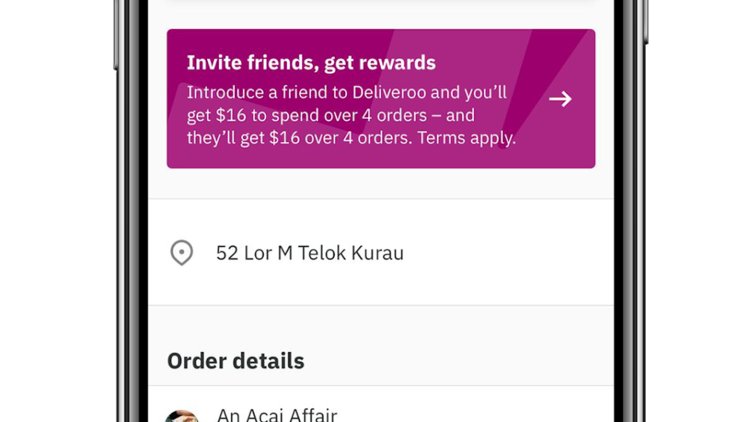 Invite friends, get rewards
Introduce a friend to Deliveroo and you’ll
get $16 to spend over 4 orders – and
they’ll get $16 over 4 orders. Terms apply.
52 Lor M Telok Kurau
Order details
An Acai Affair